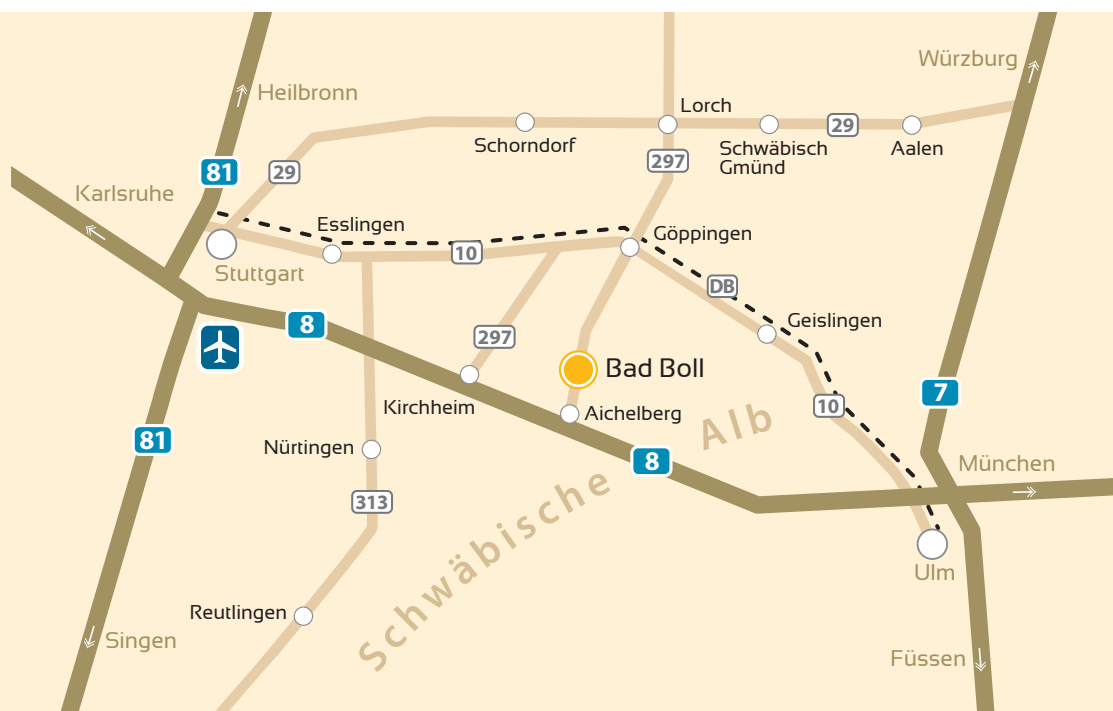 Würzburg
Heilbronn
Lorch
29
Schorndorf
Schwäbisch
Gmünd
Aalen
297
81
29
Karlsruhe
Esslingen
Göppingen
10
Stuttgart
DB
Geislingen
8
297
Bad Boll
7
Kirchheim
Aichelberg
10
81
Nürtingen
8
München
313
Schwäbische Alb
Ulm
Reutlingen
Singen
Füssen